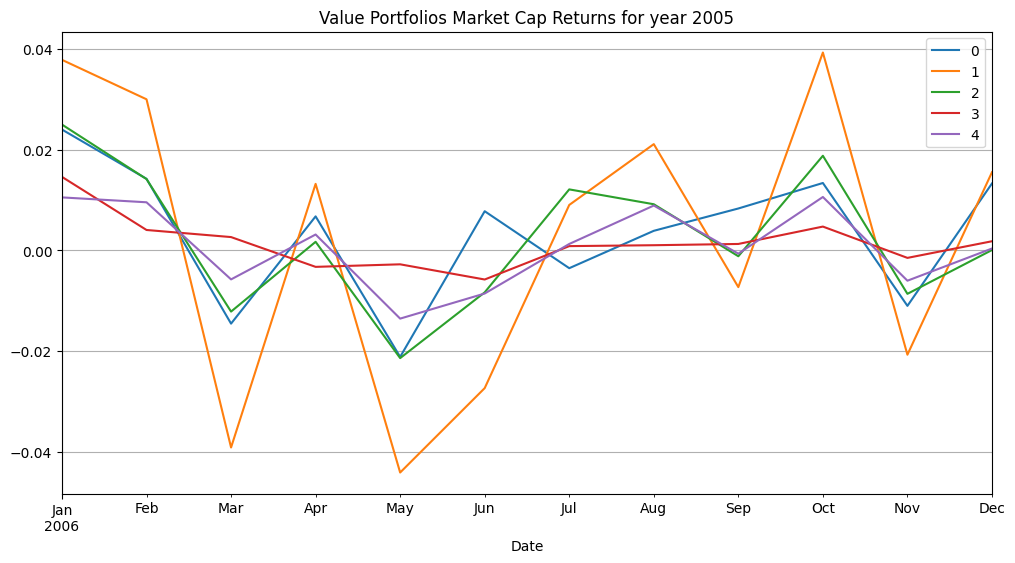 Value Portfolios Market Cap Returns for year 2005
0.04
0.02
0.00
−0.02
−0.04
0
1
2
3
4
Jan
2006
Feb
Mar
Apr
May
Jun
Jul
Aug
Sep
Oct
Nov
Dec
Date